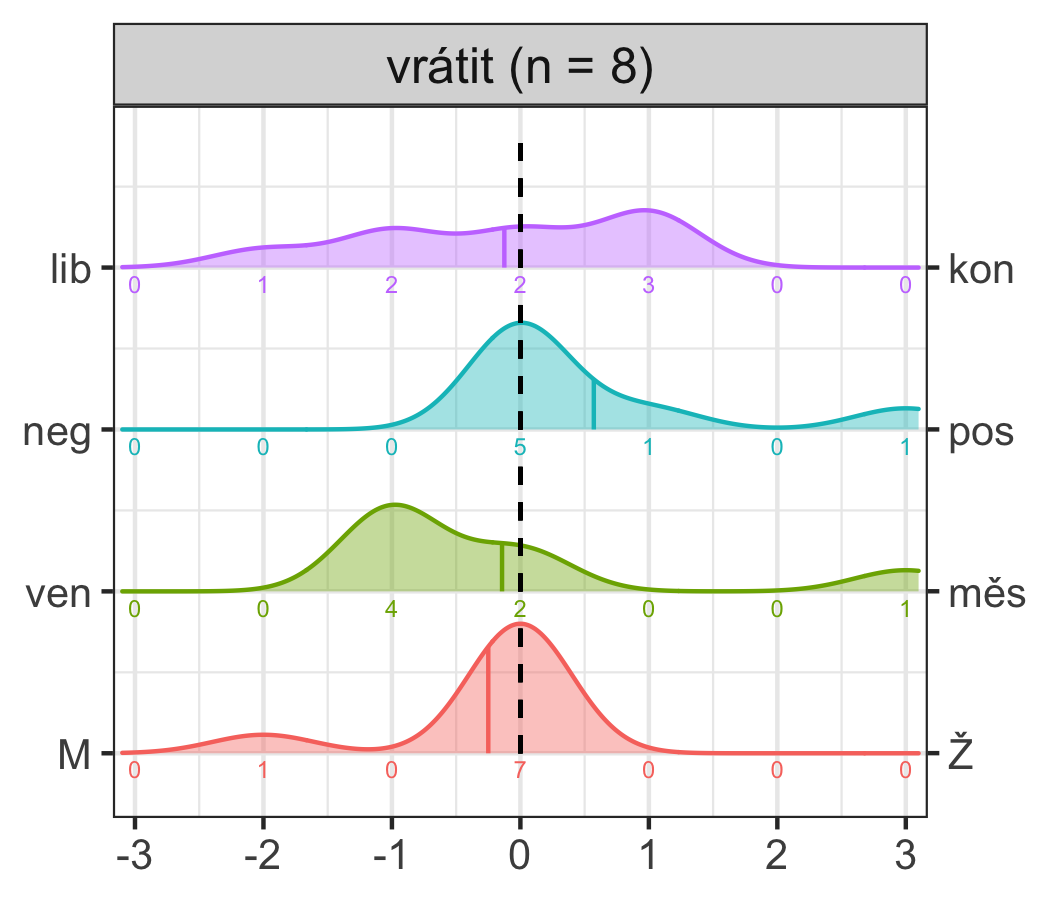 vrátit (n = 8)
lib kon
0 1 2 2 3 0 0
neg pos
0 0 0 5 1 0 1
ven měs
0 0 4 2 0 0 1
M Ž
0 1 0 7 0 0 0
-3 -2 -1 0 1 2 3